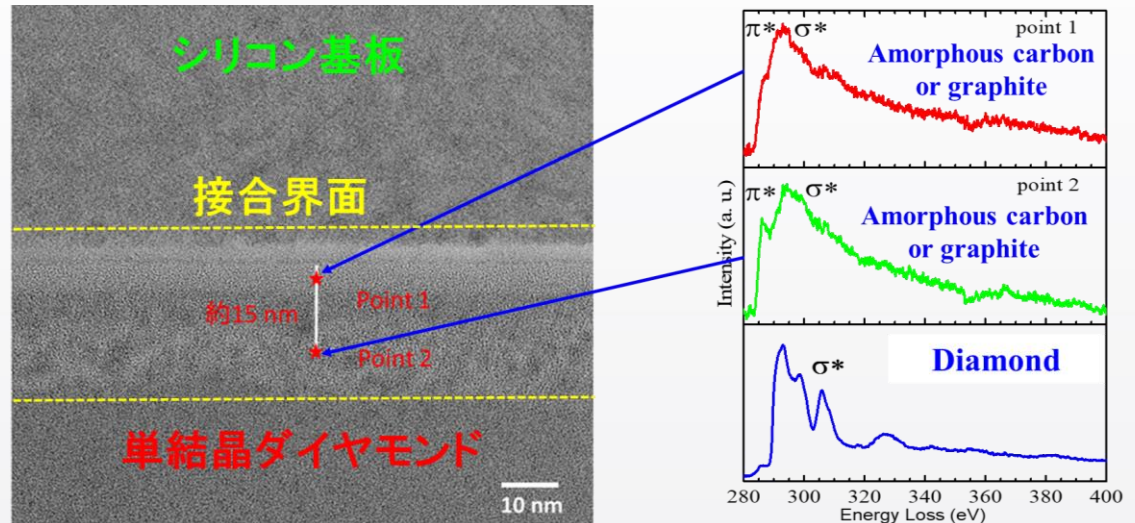 シリコン基板
接合界面
Point 1
約15 nm
Point 2
単結晶ダイヤモンド
10 nm
π* σ*
point 1
Amorphous carbon
or graphite
π* σ*
point 2
Amorphous carbon
or graphite
Intensity (a. u.)
σ*
Diamond
280 300 320 340 360 380 400
Energy Loss (eV)